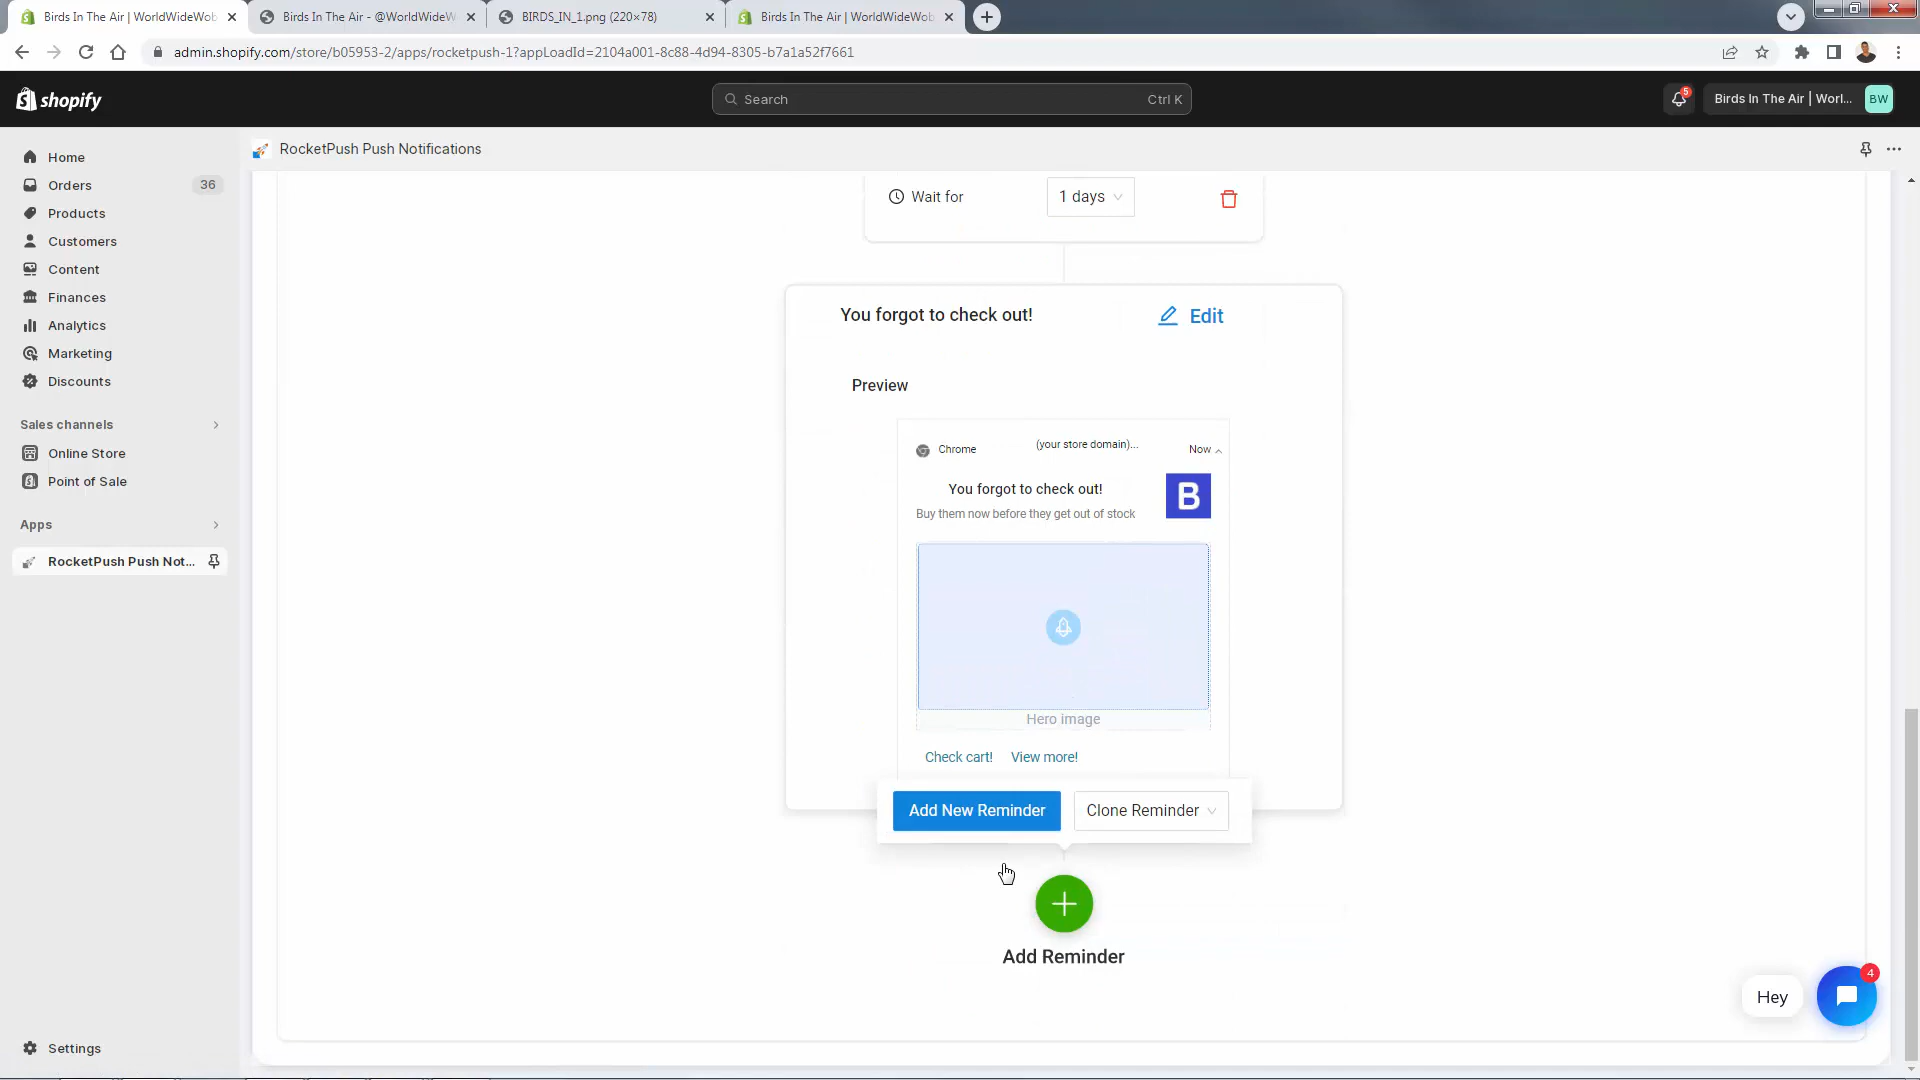 Birds In The Air | WorldWideWob
Birds In The Air - @WorldWideW
BIRDS_IN_1.png (220×78)
Birds In The Air | WorldWideWob
admin.shopify.com/store/b05953-2/apps/rocketpush-1?appLoadId=2104a001-8c88-4d94-8305-b7a1a52f7661
shopify
Search
Ctrl K
5
Birds In The Air | Worl...
BW
RocketPush Push Notifications
Home
Orders
36
Products
Customers
Content
Finances
Analytics
Marketing
Discounts
Sales channels
Online Store
Point of Sale
Apps
RocketPush Push Not...
Settings
Wait for
1 days
You forgot to check out!
Edit
Preview
Chrome
(your store domain)...
Now
You forgot to check out!
B
Buy them now before they get out of stock
Hero image
Check cart!
View more!
Add New Reminder
Clone Reminder
Add Reminder
Hey
4